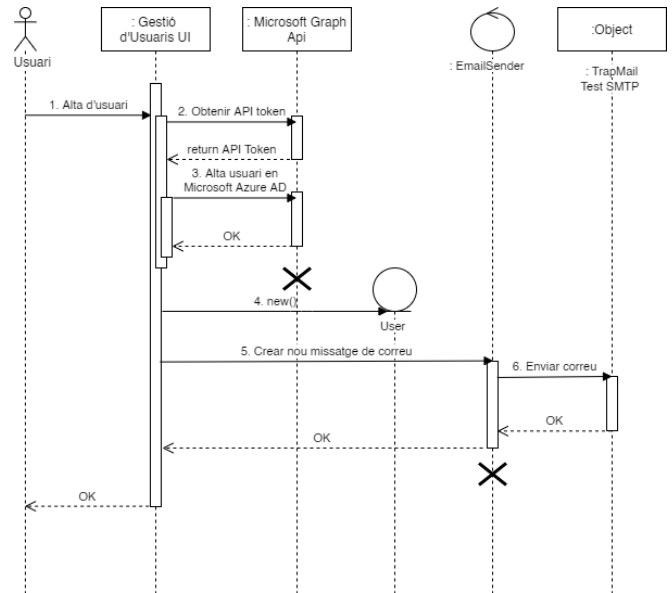 : Gestió
d'Usuaris UI
: Microsoft Graph
Api
:Object
Usuari
: EmailSender
: TrapMail
Test SMTP
1. Alta d'usuari
2. Obtenir API token
return API Token
3. Alta usuari en
Microsoft Azure AD
OK
4. new()
User
5. Crear nou missatge de correu
6. Enviar correu
OK
OK
OK